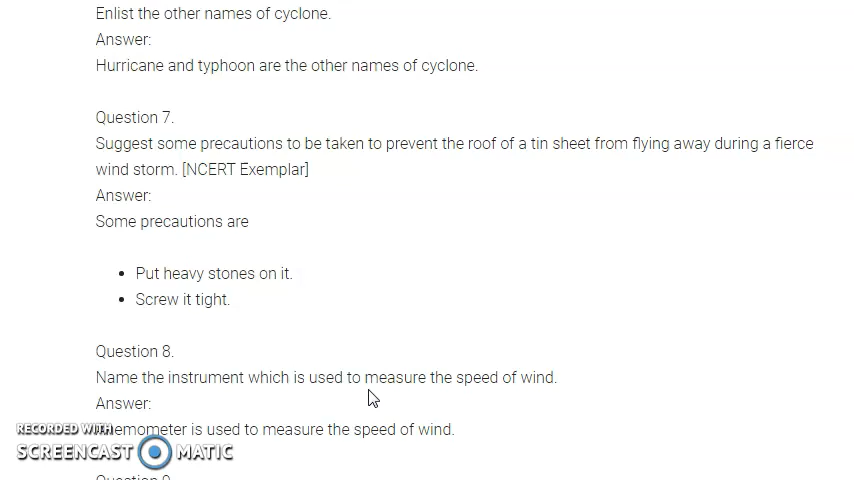 Enlist the other names of cyclone.
Answer:
Hurricane and typhoon are the other names of cyclone.
Question 7.
Suggest some precautions to be taken to prevent the roof of a tin sheet from flying away during a fierce
wind storm. [NCERT Exemplar]
Answer:
Some precautions are
• Put heavy stones on it.
• Screw it tight.
Question 8.
Name the instrument which is used to measure the speed of wind.
Answer:
is used to measure the speed of wind.
RECORDED WITH
SCREENCAST MATIC